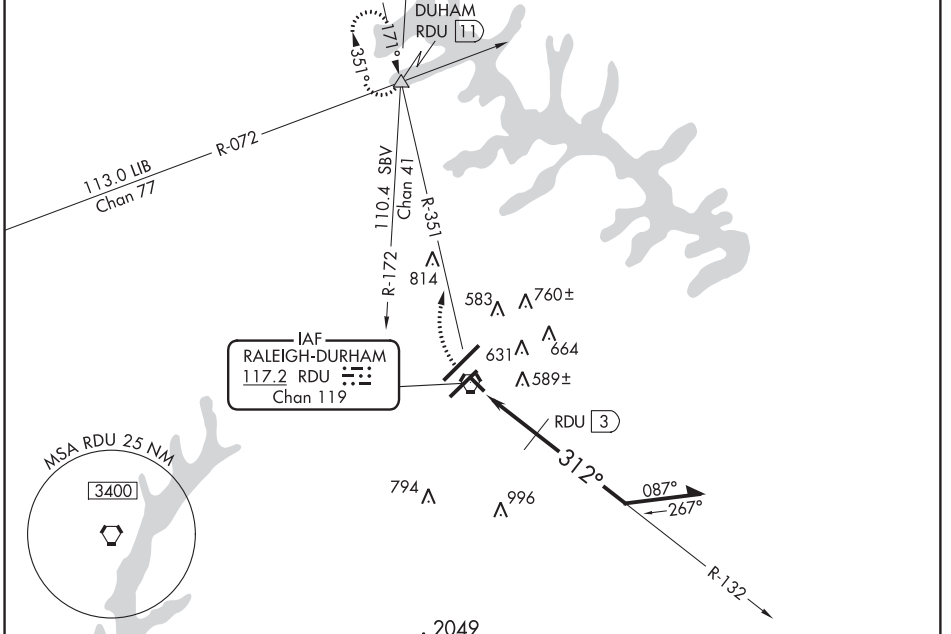 DUHAM
RDU 11
171°
351°
R-072
113.0 LIB
Chan 77
110.4 SBV
Chan 41
R-172
R-351
814
583
760±
631
664
589±
IAF
RALEIGH-DURHAM
117.2 RDU
Chan 119
RDU 3
312°
087°
267°
R-132
MSA RDU 25 NM
3400
794
996
2049